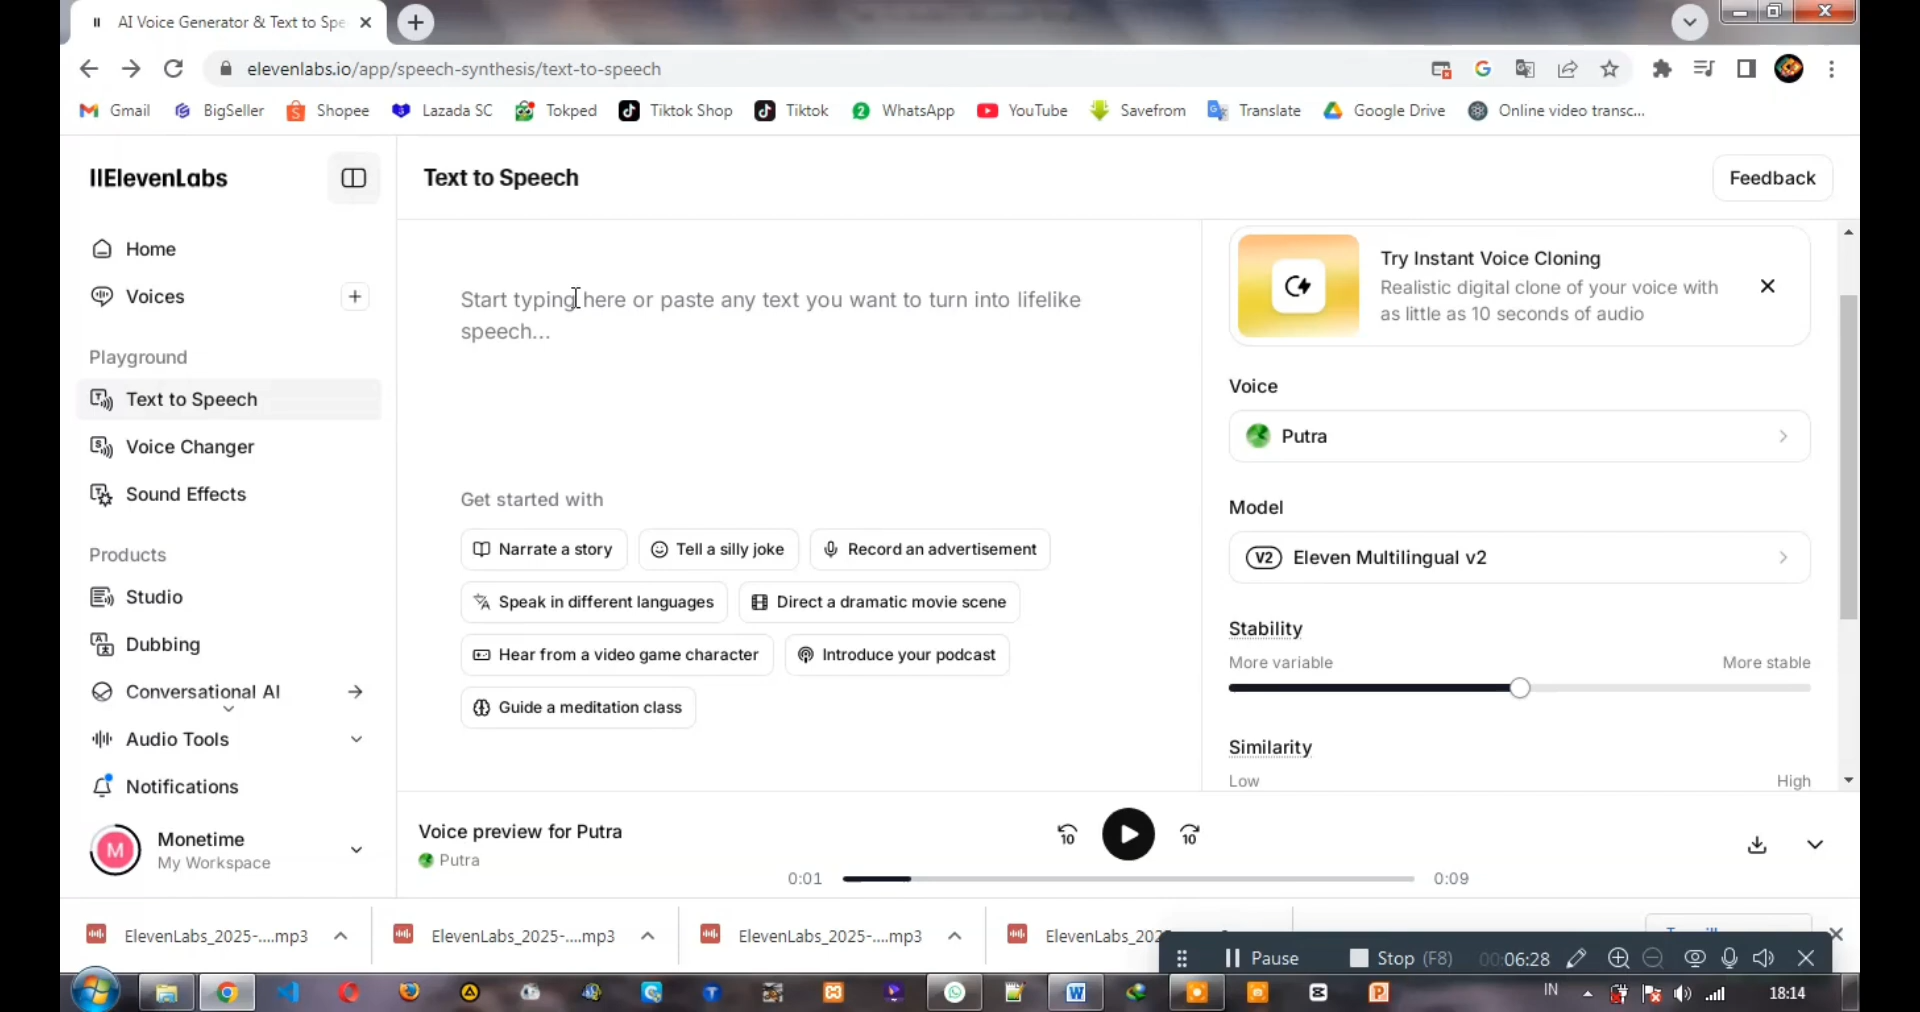 AI Voice Generator & Text to Spe
elevenlabs.io/app/speech-synthesis/text-to-speech
Gmail BigSeller Shopee Lazada SC Tokped Tiktok Shop Tiktok WhatsApp YouTube Savefrom Translate Google Drive Online video transc...
IIElevenLabs
Text to Speech
Feedback
Home
Voices
Playground
Text to Speech
Voice Changer
Sound Effects
Products
Studio
Dubbing
Conversational AI
Audio Tools
Notifications
M
Monetime
My Workspace
Start typing here or paste any text you want to turn into lifelike
speech...
Get started with
Narrate a story
Tell a silly joke
Record an advertisement
Speak in different languages
Direct a dramatic movie scene
Hear from a video game character
Introduce your podcast
Guide a meditation class
Try Instant Voice Cloning
Realistic digital clone of your voice with
as little as 10 seconds of audio
Voice
Putra
Model
V2 Eleven Multilingual v2
Stability
More variable More stable
Similarity
Low High
Voice preview for Putra
Putra
10 10
0:01 0:09
ElevenLabs_2025-....mp3 ElevenLabs_2025-....mp3 ElevenLabs_2025-....mp3 ElevenLabs_202
Pause Stop (F8) 00:06:28
IN 18:14